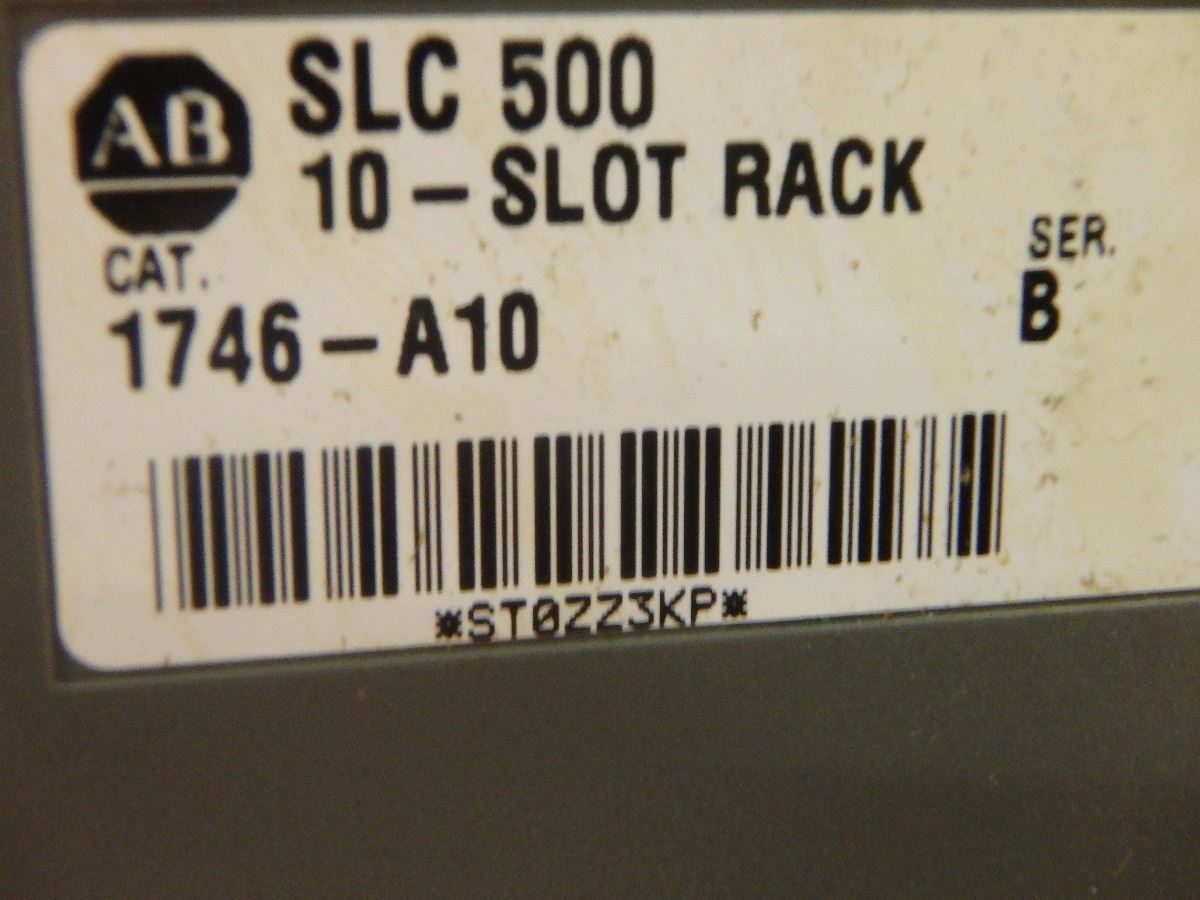 AB
SLC 500
10-SLOT RACK
CAT.
SER.
1746-A10
B
*ST0ZZ3KP*